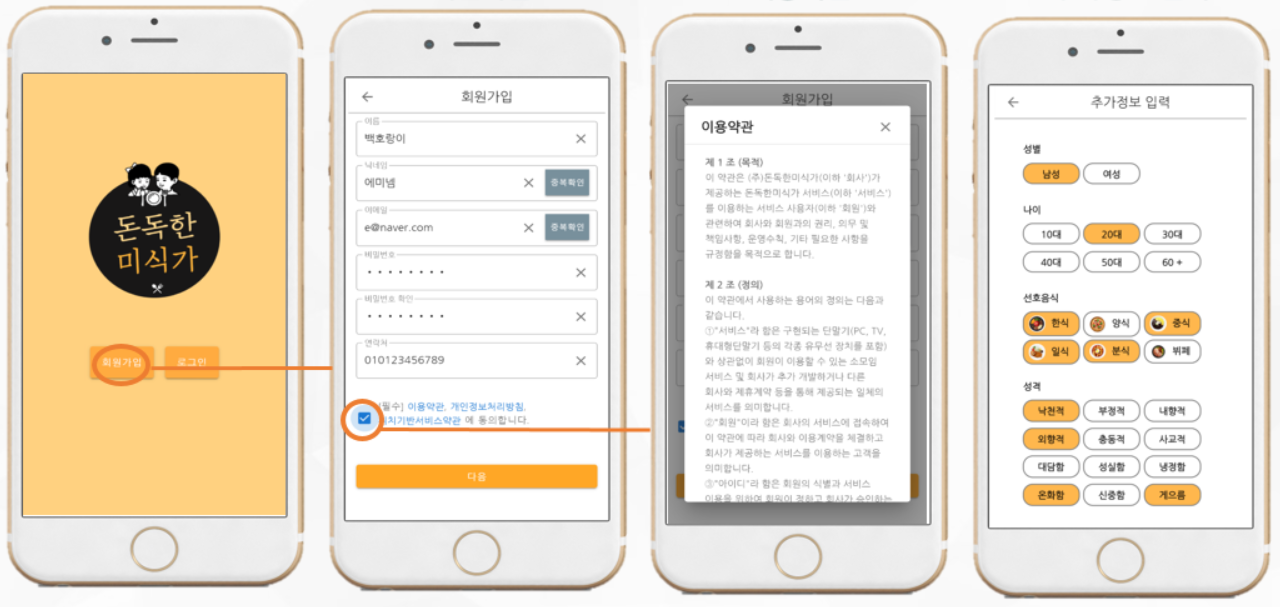 돈독한
미식가
회원가입
로그인
회원가입
이름
백호랑이
닉네임
에미넴
중복확인
이메일
e@naver.com
중복확인
비밀번호
비밀번호 확인
연락처
010123456789
[필수] 이용약관, 개인정보처리방침,
위치기반서비스약관 에 동의합니다.
다음
회원가입
이용약관
제 1 조 (목적)
이 약관은 (주)돈독한미식가(이하 '회사')가
제공하는 돈독한미식가 서비스(이하 '서비스')
를 이용하는 서비스 사용자(이하 '회원')와
관련하여 회사와 회원과의 권리, 의무 및
책임사항, 운영수칙, 기타 필요한 사항을
규정함을 목적으로 합니다.
제 2 조 (정의)
이 약관에서 사용하는 용어의 정의는 다음과
같습니다.
①"서비스"라 함은 구현되는 단말기(PC, TV,
휴대형단말기 등의 각종 유무선 장치를 포함)
와 상관없이 회원이 이용할 수 있는 소모임
서비스 및 회사가 추가 개발하거나 다른
회사와 제휴계약 등을 통해 제공되는 일체의
서비스를 의미합니다.
②"회원"이라 함은 회사의 서비스에 접속하여
이 약관에 따라 회사와 이용계약을 체결하고
회사가 제공하는 서비스를 이용하는 고객을
의미합니다.
③"아이디"라 함은 회원의 식별과 서비스
이용을 위하여 회원이 정하고 회사가 승인하는
추가정보 입력
성별
남성 여성
나이
10대 20대 30대
40대 50대 60 +
선호음식
한식 양식 중식
일식 분식 뷔페
성격
낙천적 부정적 내향적
외향적 충동적 사교적
대담함 성실함 냉정함
온화함 신중함 게으름